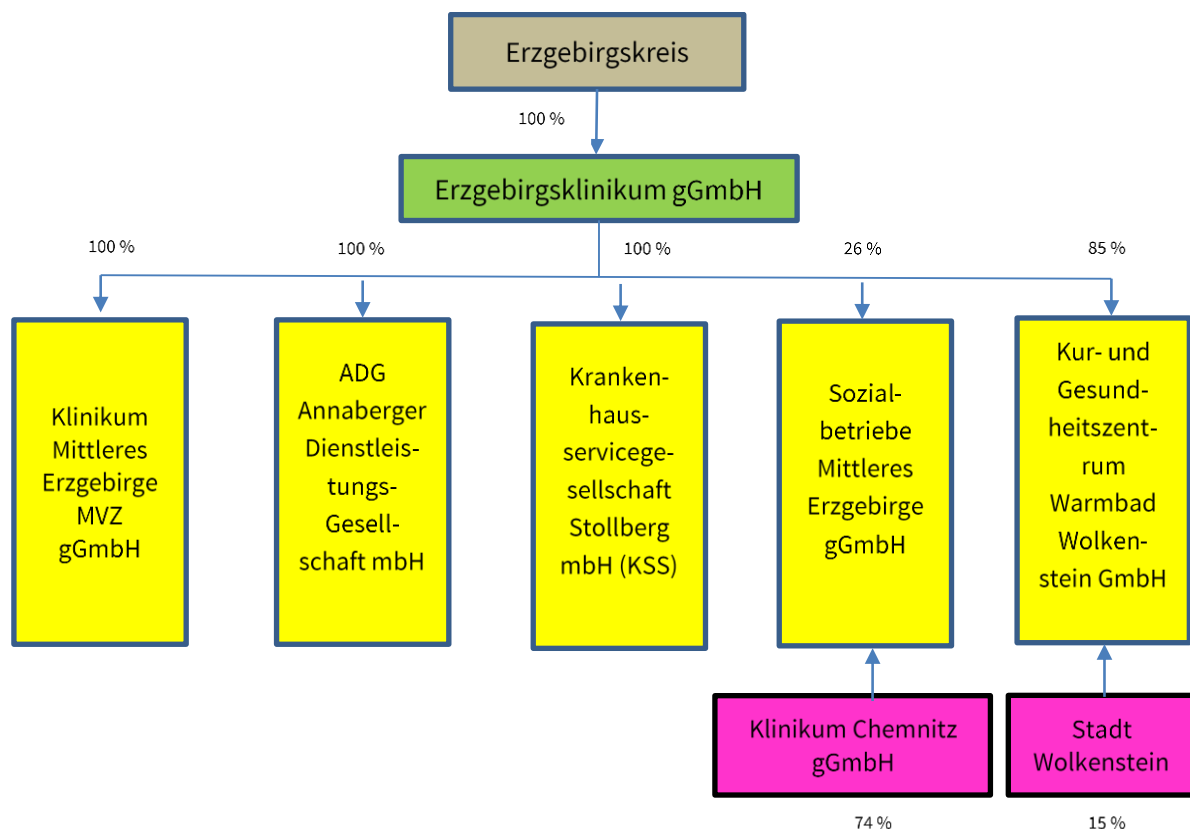 Erzgebirgskreis
100 %
Erzgebirgsklinikum gGmbH
100 %
100 %
100 %
26 %
85 %
Klinikum
Mittleres
Erzgebirge
MVZ
gGmbH
ADG
Annaberger
Dienstleis-
tungs-
Gesell-
schaft mbH
Kranken-
haus-
servicege-
sellschaft
Stollberg
mbH (KSS)
Sozial-
betriebe
Mittleres
Erzgebirge
gGmbH
Kur- und
Gesund-
heitszent-
rum
Warmbad
Wolken-
stein GmbH
Klinikum Chemnitz
gGmbH
Stadt
Wolkenstein
74 %
15 %